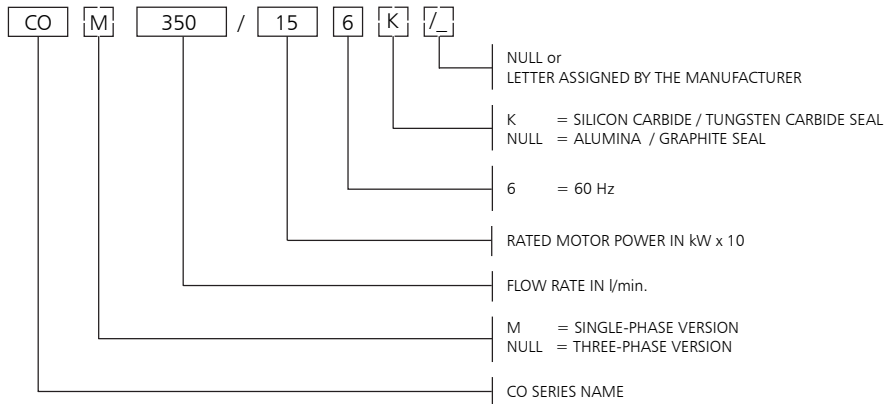 CO M 350 / 15 6 K /_
NULL or
LETTER ASSIGNED BY THE MANUFACTURER
K = SILICON CARBIDE / TUNGSTEN CARBIDE SEAL
NULL = ALUMINA / GRAPHITE SEAL
6 = 60 Hz
RATED MOTOR POWER IN kW x 10
FLOW RATE IN l/min.
M = SINGLE-PHASE VERSION
NULL = THREE-PHASE VERSION
CO SERIES NAME